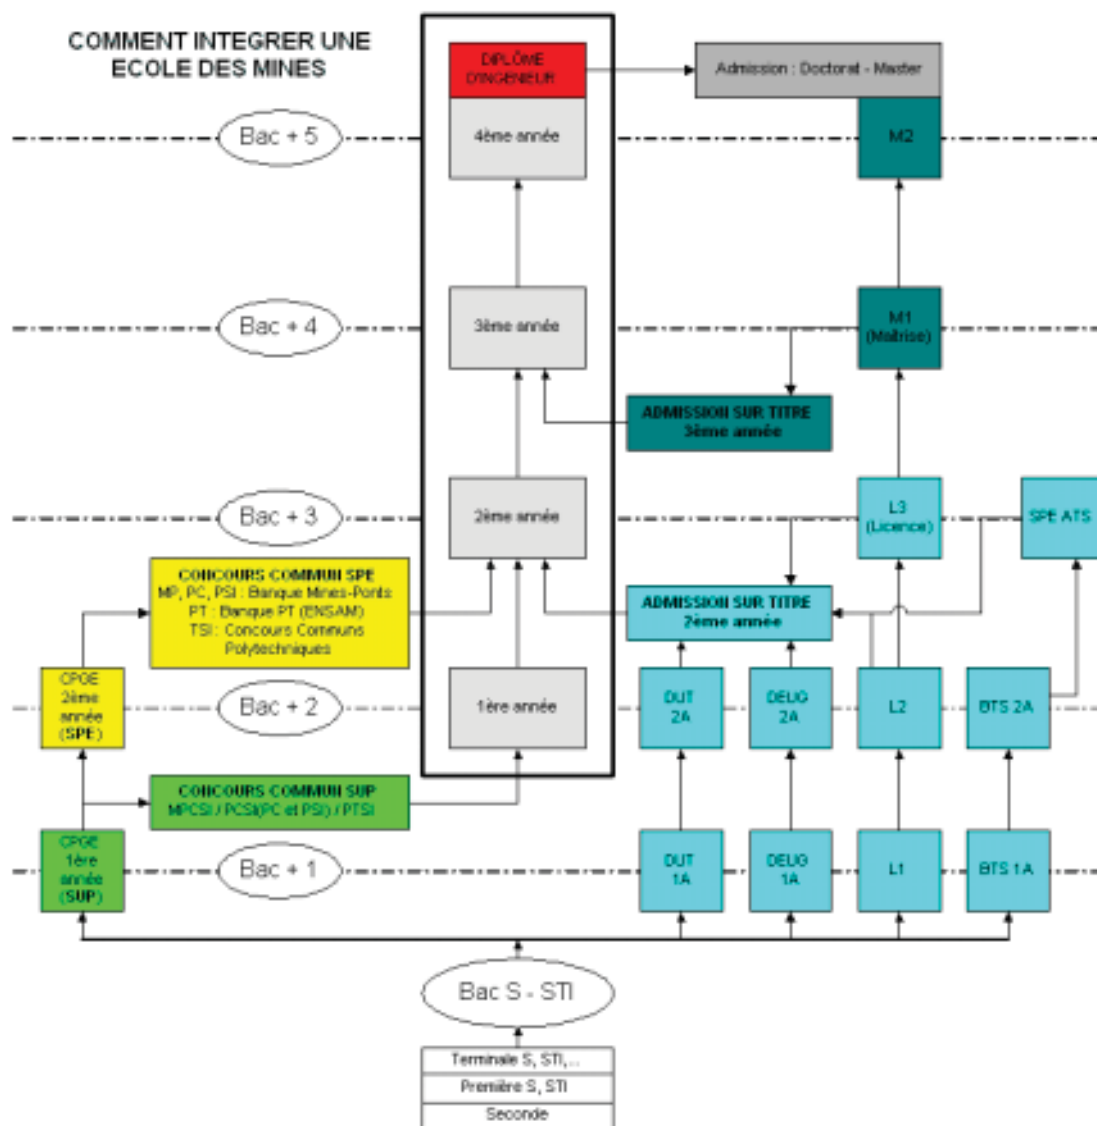 COMMENT INTEGRER UNE
ECOLE DES MINES
DIPLÔME
D'INGENIEUR
Admission : Doctorat - Master
Bac + 5
4ème année
M2
Bac + 4
3ème année
M1
(Maîtrise)
ADMISSION SUR TITRE
3ème année
Bac + 3
2ème année
L3
(Licence)
SPE ATS
CONCOURS COMMUN SPE
MP, PC, PSI : Banque Mines-Ponts
PT : Banque PT (ENSAM)
TSI : Concours Communs
Polytechniques
ADMISSION SUR TITRE
2ème année
CPGE
2ème
année
(SPE)
Bac + 2
1ère année
DUT
2A
DEUG
2A
L2
BTS 2A
CONCOURS COMMUN SUP
MPCSI / PCSI(PC et PSI) / PTSI
CPGE
1ère
année
(SUP)
Bac + 1
DUT
1A
DEUG
1A
L1
BTS 1A
Bac S - STI
Terminale S, STI,...
Première S, STI
Seconde